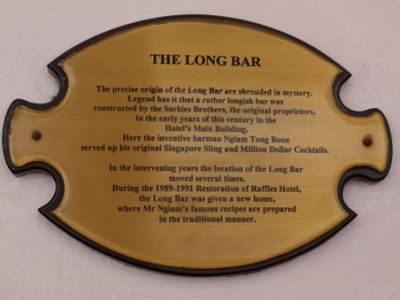 THE LONG BAR
The precise origin of the Long Bar are shrouded in mystery.
Legend has it that a rather longish bar was
constructed by the Sarkies Brothers, the original proprietors,
in the early years of this century in the
Hotel's Main Building.
Here the inventive barman Ngiam Tong Boon
served up his original Singapore Sling and Million Dollar Cocktails.
In the intervening years the location of the Long Bar
moved several times.
During the 1989-1991 Restoration of Raffles Hotel,
the Long Bar was given a new home,
where Mr Ngiam's famous recipes are prepared
in the traditional manner.